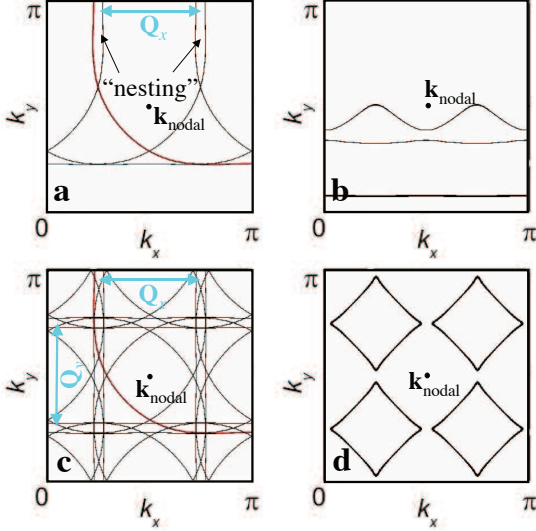 π
Qx
"nesting"
knodal
ky
a
0
kx
π
knodal
ky
b
0
kx
π
π
Qx
Qy
knodal
ky
c
0
kx
π
π
knodal
ky
d
0
kx
π